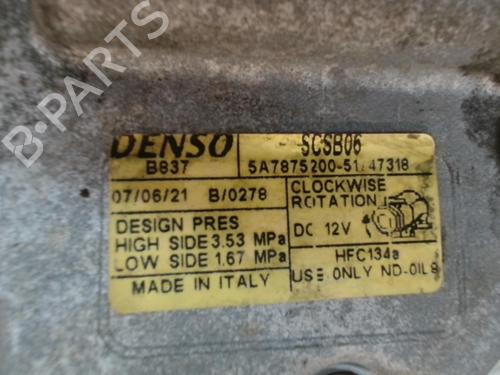 B-PARTS
DENSO SCSB06
B837 5A7875200-51/47318
07/06/21 B/0278 CLOCKWISE
ROTATION
DESIGN PRES DC 12V
HIGH SIDE 3.53 MPa
LOW SIDE 1.67 MPa HFC134a
MADE IN ITALY USE ONLY ND-OIL 8